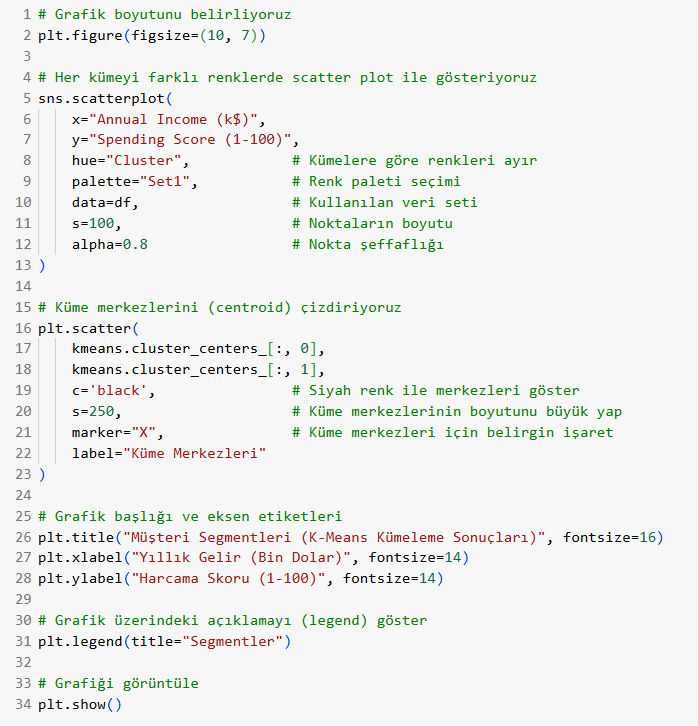 1 # Grafik boyutunu belirliyoruz
2 plt.figure(figsize=(10, 7))
3
4 # Her kümeyi farklı renklerde scatter plot ile gösteriyoruz
5 sns.scatterplot(
6     x="Annual Income (k$)",
7     y="Spending Score (1-100)",
8     hue="Cluster",            # Kümelere göre renkleri ayır
9     palette="Set1",           # Renk paleti seçimi
10     data=df,                  # Kullanılan veri seti
11     s=100,                    # Noktaların boyutu
12     alpha=0.8                 # Nokta şeffaflığı
13 )
14
15 # Küme merkezlerini (centroid) çizdiriyoruz
16 plt.scatter(
17     kmeans.cluster_centers_[:, 0],
18     kmeans.cluster_centers_[:, 1],
19     c='black',                # Siyah renk ile merkezleri göster
20     s=250,                    # Küme merkezlerinin boyutunu büyük yap
21     marker="X",               # Küme merkezleri için belirgin işaret
22     label="Küme Merkezleri"
23 )
24
25 # Grafik başlığı ve eksen etiketleri
26 plt.title("Müşteri Segmentleri (K-Means Kümeleme Sonuçları)", fontsize=16)
27 plt.xlabel("Yıllık Gelir (Bin Dolar)", fontsize=14)
28 plt.ylabel("Harcama Skoru (1-100)", fontsize=14)
29
30 # Grafik üzerindeki açıklamayı (legend) göster
31 plt.legend(title="Segmentler")
32
33 # Grafiği görüntüle
34 plt.show()